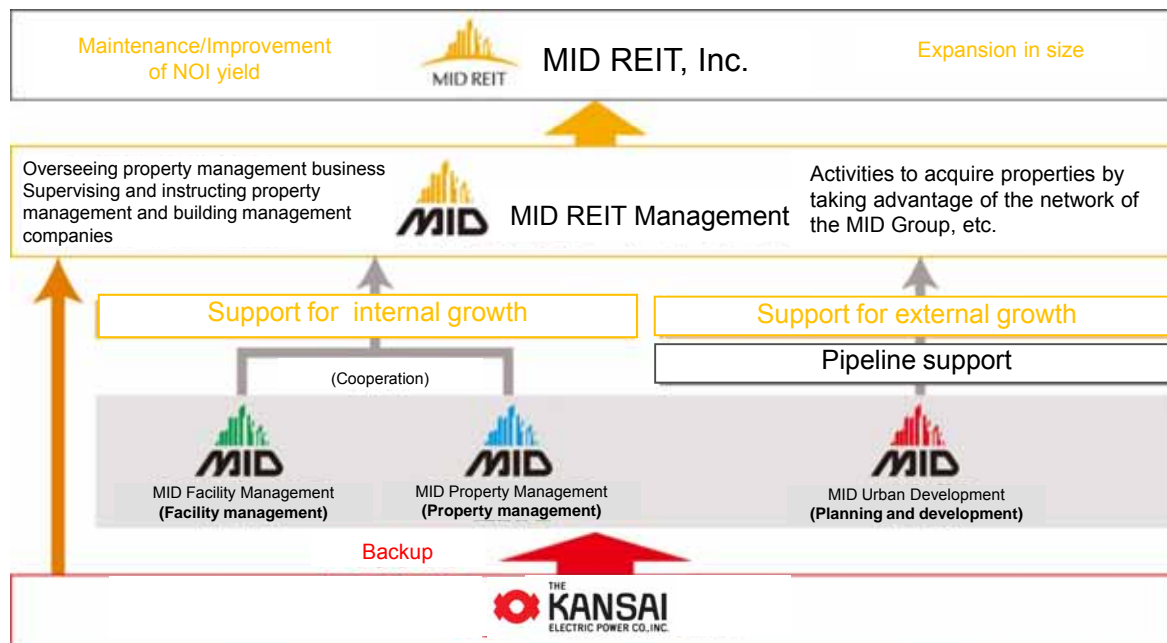 Maintenance/Improvement
of NOI yield
MID REIT
MID REIT, Inc.
Expansion in size
Overseeing property management business
Supervising and instructing property
management and building management
companies
MID
MID REIT Management
Activities to acquire properties by
taking advantage of the network of
the MID Group, etc.
Support for internal growth
Support for external growth
Pipeline support
(Cooperation)
MID
MID Facility Management
(Facility management)
MID
MID Property Management
(Property management)
MID
MID Urban Development
(Planning and development)
Backup
THE
KANSAI
ELECTRIC POWER CO.,INC.